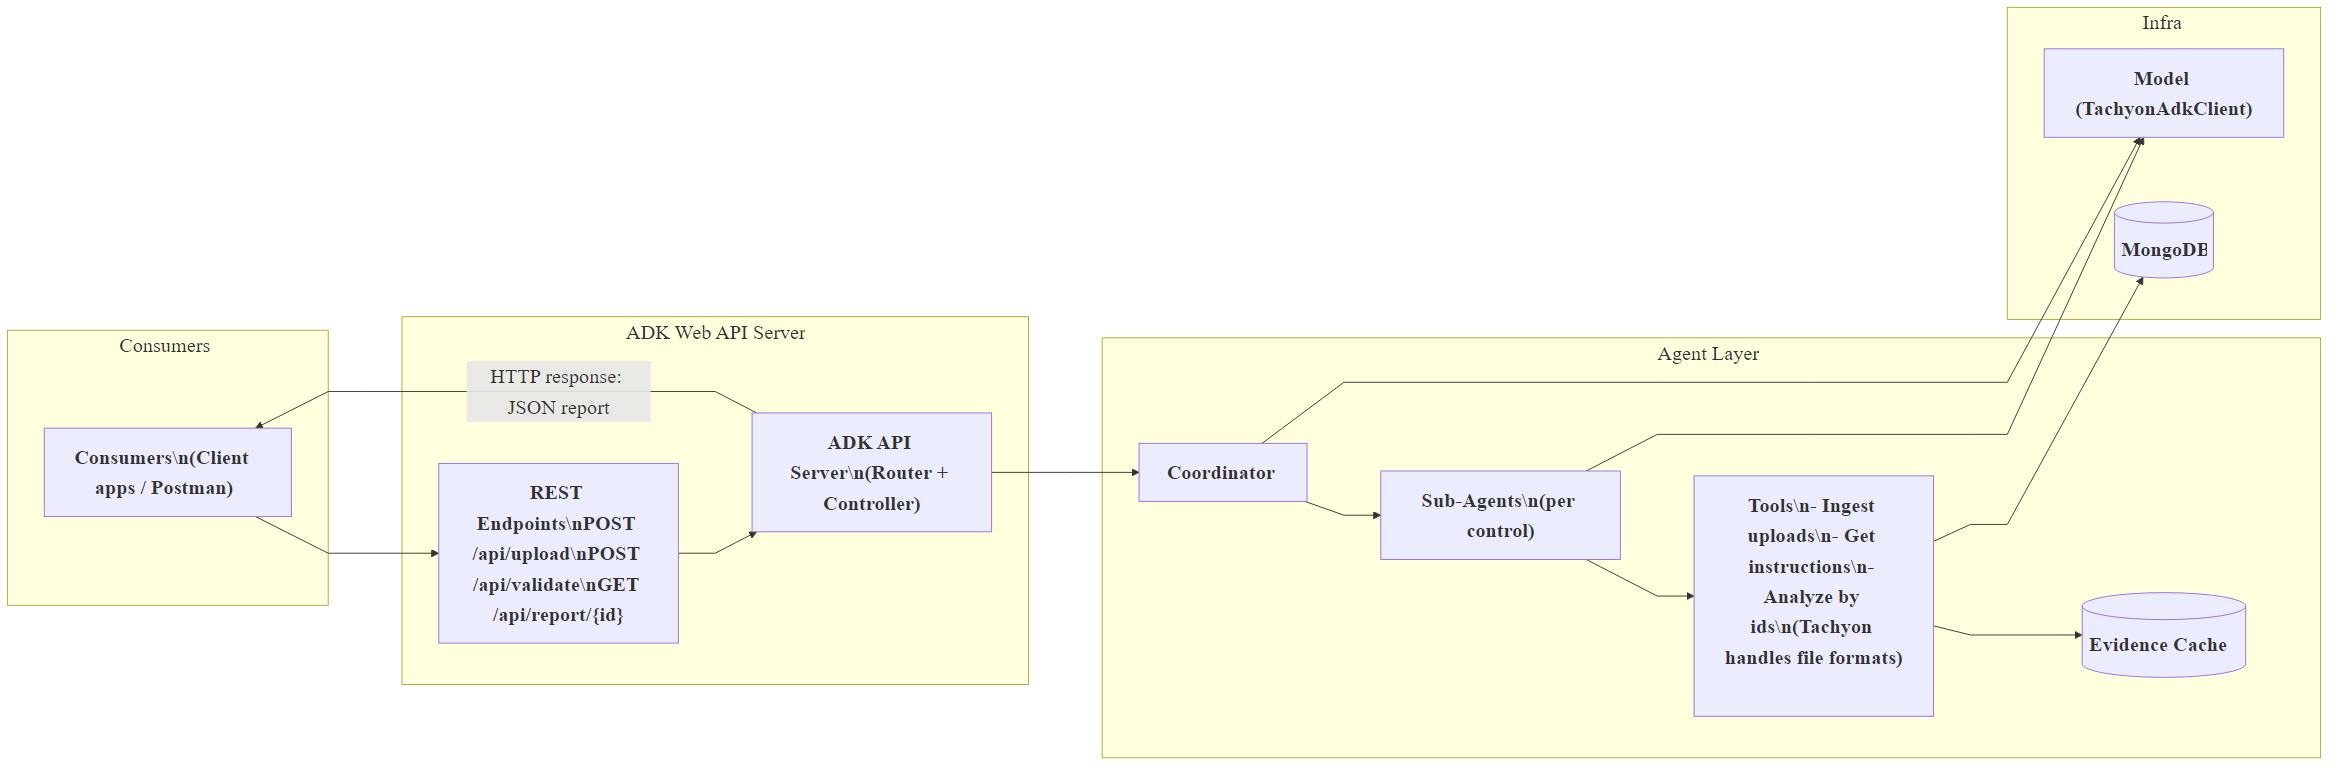 Infra
Model
(TachyonAdkClient)
MongoDB
Consumers
Consumers\n(Client
apps / Postman)
ADK Web API Server
HTTP response:
JSON report
REST
Endpoints\nPOST
/api/upload\nPOST
/api/validate\nGET
/api/report/{id}
ADK API
Server\n(Router +
Controller)
Agent Layer
Coordinator
Sub-Agents\n(per
control)
Tools\n- Ingest
uploads\n- Get
instructions\n-
Analyze by
ids\n(Tachyon
handles file formats)
Evidence Cache